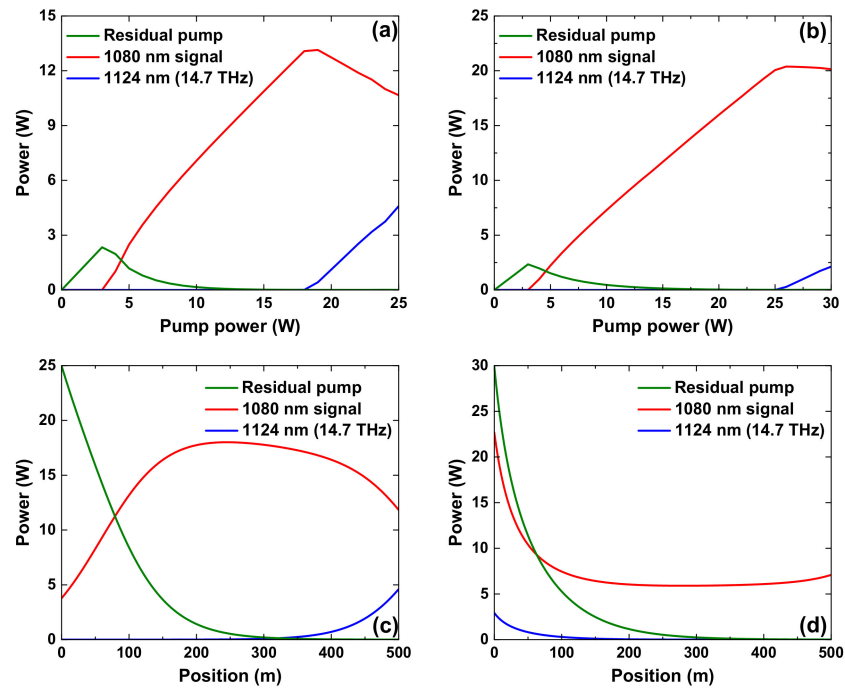 (a)
Residual pump
1080 nm signal
1124 nm (14.7 THz)
Power (W)
15
12
9
6
3
0
0 5 10 15 20 25
Pump power (W)
(b)
Residual pump
1080 nm signal
1124 nm (14.7 THz)
Power (W)
25
20
15
10
5
0
0 5 10 15 20 25 30
Pump power (W)
Residual pump
1080 nm signal
1124 nm (14.7 THz)
Power (W)
25
20
15
10
5
0
(c)
0 100 200 300 400 500
Position (m)
Residual pump
1080 nm signal
1124 nm (14.7 THz)
Power (W)
30
25
20
15
10
5
0
(d)
0 100 200 300 400 500
Position (m)